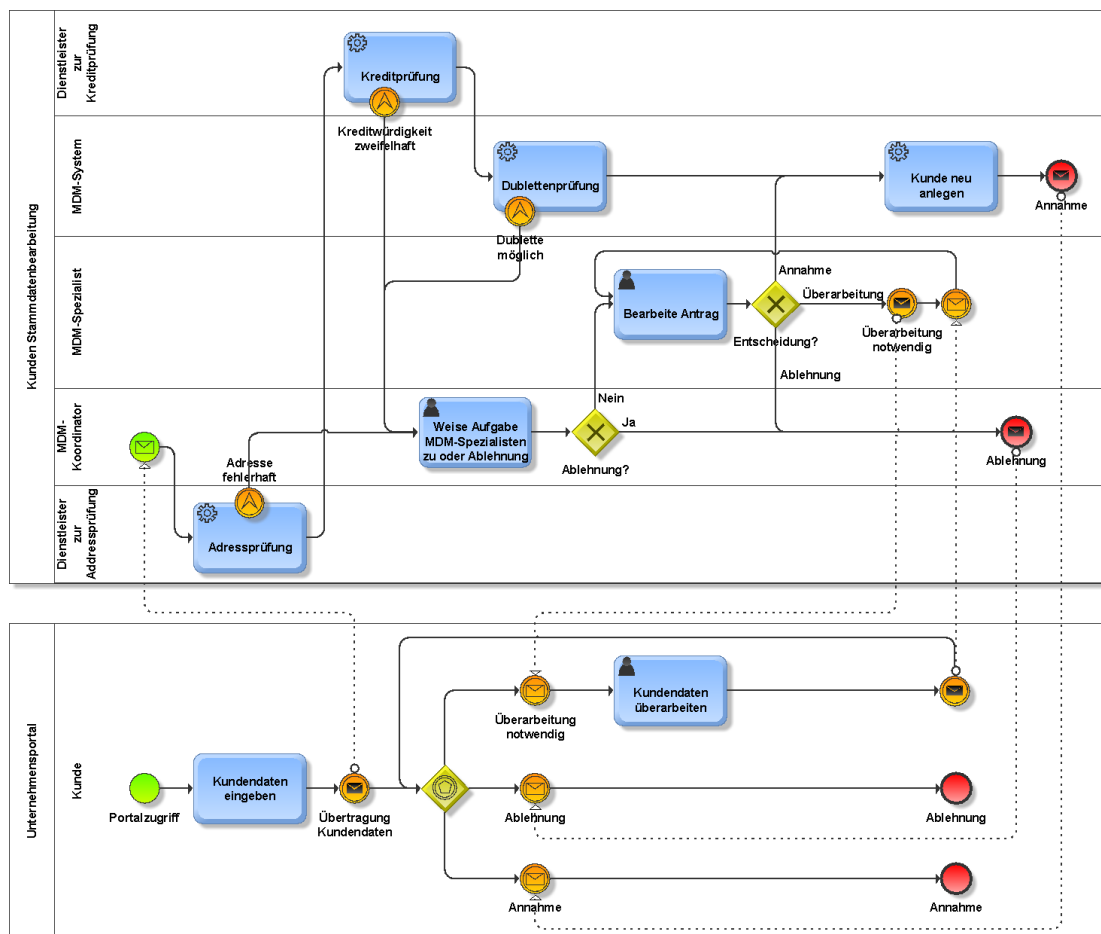 Kunden Stammdatenbearbeitung
Dienstleister
zur
Kreditprüfung
Kreditprüfung
Kreditwürdigkeit
zweifelhaft
MDM-System
Dublettenprüfung
Dublette
möglich
Kunde neu
anlegen
Annahme
MDM-Spezialist
Bearbeite Antrag
Annahme
Überarbeitung
Entscheidung?
Ablehnung
Überarbeitung
notwendig
MDM-
Koordinator
Weise Aufgabe
MDM-Spezialisten
zu oder Ablehnung
Nein
Ja
Ablehnung?
Ablehnung
Adresse
fehlerhaft
Dienstleister
zur
Addressprüfung
Adressprüfung
Unternehmensportal
Kunde
Portalzugriff
Kundendaten
eingeben
Übertragung
Kundendaten
Überarbeitung
notwendig
Kundendaten
überarbeiten
Ablehnung
Ablehnung
Annahme
Annahme